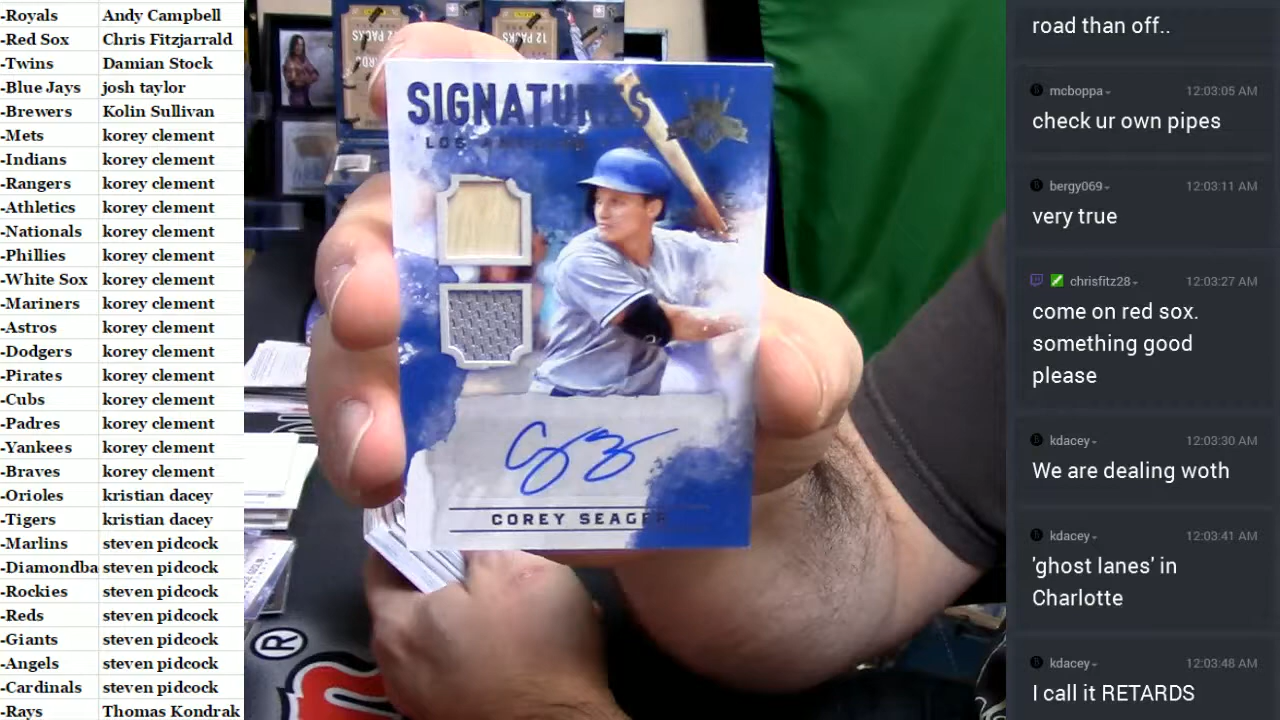 -Royals Andy Campbell
-Red Sox Chris Fitzjarrald
-Twins Damian Stock
-Blue Jays josh taylor
-Brewers Kolin Sullivan
-Mets korey clement
-Indians korey clement
-Rangers korey clement
-Athletics korey clement
-Nationals korey clement
-Phillies korey clement
-White Sox korey clement
-Mariners korey clement
-Astros korey clement
-Dodgers korey clement
-Pirates korey clement
-Cubs korey clement
-Padres korey clement
-Yankees korey clement
-Braves korey clement
-Orioles kristian dacey
-Tigers kristian dacey
-Marlins steven pidcock
-Diamondba steven pidcock
-Rockies steven pidcock
-Reds steven pidcock
-Giants steven pidcock
-Angels steven pidcock
-Cardinals steven pidcock
-Rays Thomas Kondrak
12 PACKS
12 PACKS
SIGNATURES
LOS
COREY SEAGER
®
road than off..
mcboppa 12:03:05 AM
check ur own pipes
bergy069 12:03:11 AM
very true
chrisfitz28 12:03:27 AM
come on red sox.
something good
please
kdacey 12:03:30 AM
We are dealing woth
kdacey 12:03:41 AM
'ghost lanes' in
Charlotte
kdacey 12:03:48 AM
I call it RETARDS